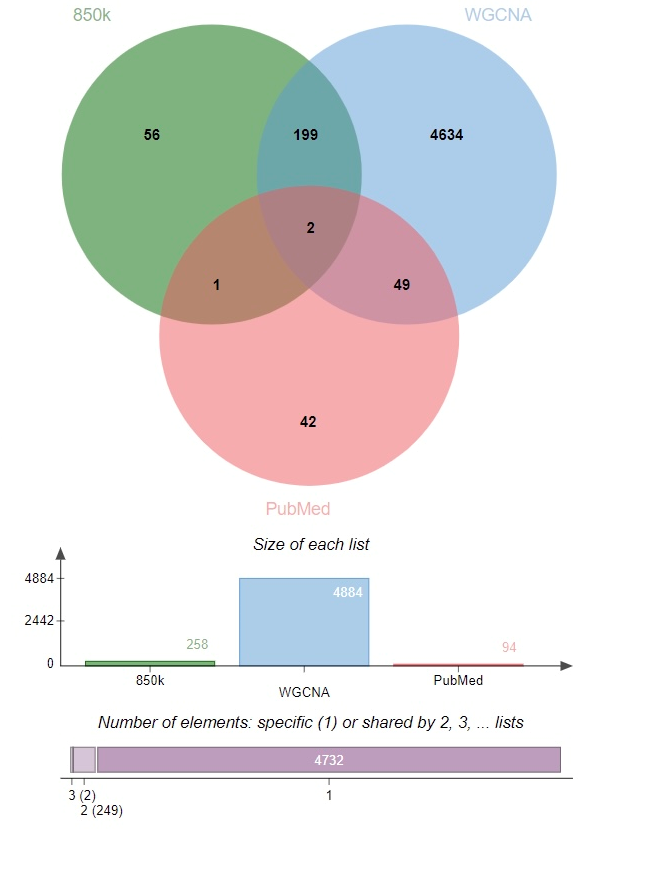 850k
WGCNA
56
199
4634
2
1
49
42
PubMed
Size of each list
4884
2442
0
258
4884
94
850k
WGCNA
PubMed
Number of elements: specific (1) or shared by 2, 3, ... lists
4732
3 (2)
2 (249)
1